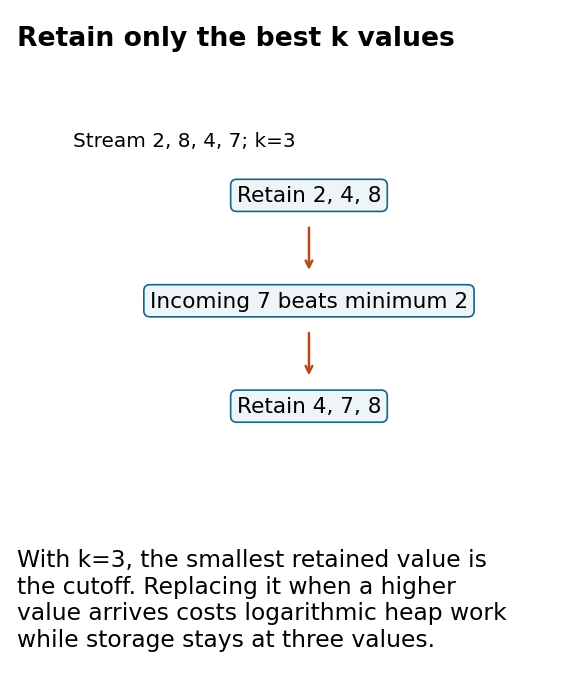 Retain only the best k values
Stream 2, 8, 4, 7; k=3
Retain 2, 4, 8
Incoming 7 beats minimum 2
Retain 4, 7, 8
With k=3, the smallest retained value is
the cutoff. Replacing it when a higher
value arrives costs logarithmic heap work
while storage stays at three values.